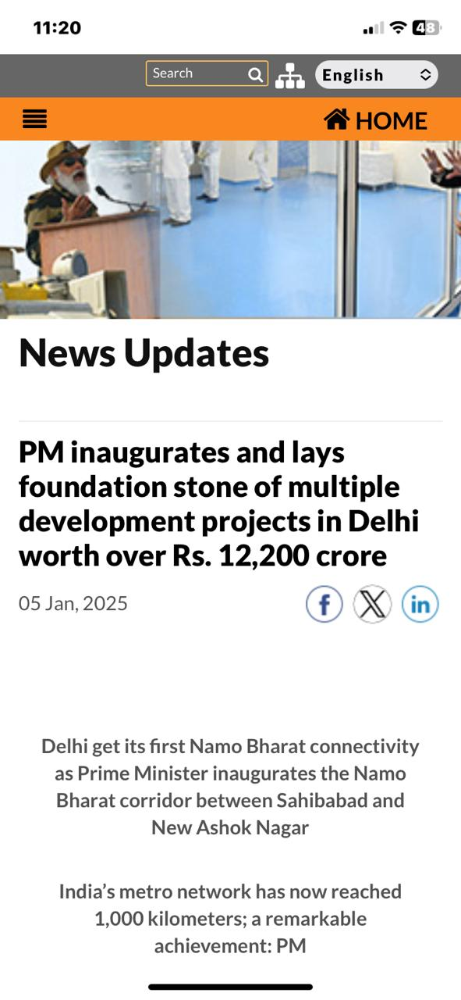 11:20
48
Search
English
HOME
News Updates
PM inaugurates and lays
foundation stone of multiple
development projects in Delhi
worth over Rs. 12,200 crore
05 Jan, 2025
f
X
in
Delhi get its first Namo Bharat connectivity
as Prime Minister inaugurates the Namo
Bharat corridor between Sahibabad and
New Ashok Nagar
India’s metro network has now reached
1,000 kilometers; a remarkable
achievement: PM